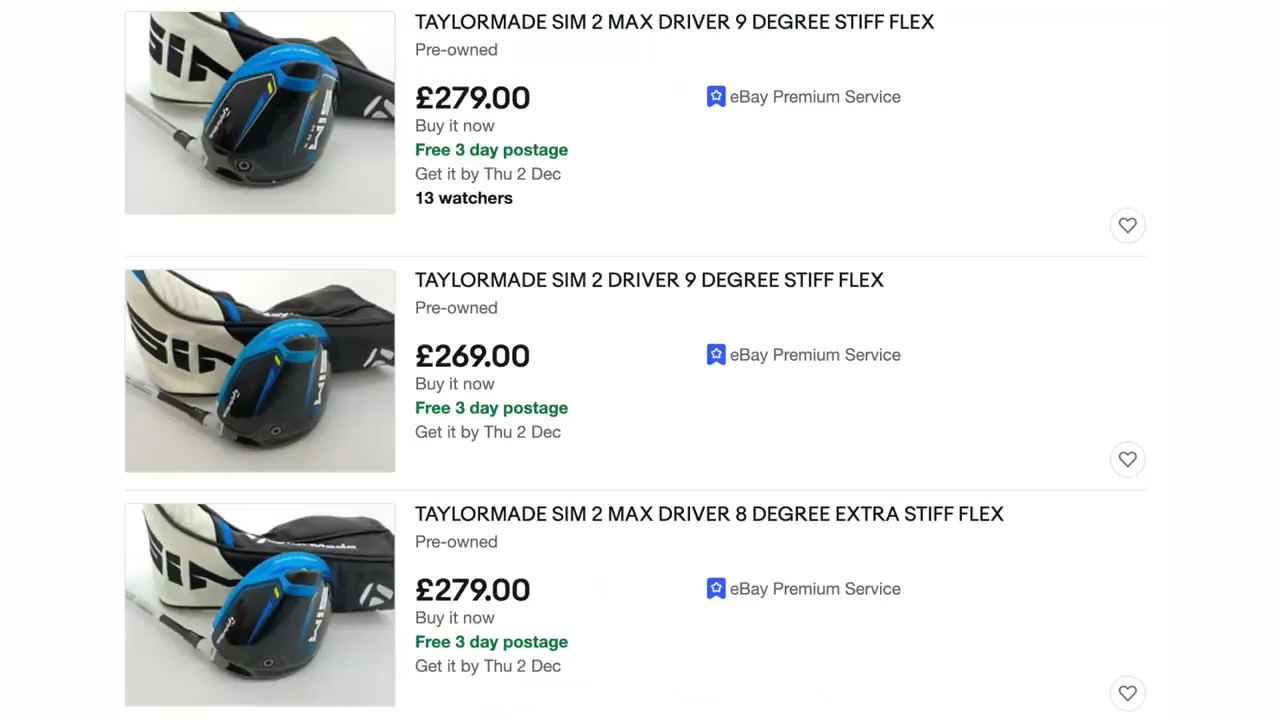 TAYLORMADE SIM 2 MAX DRIVER 9 DEGREE STIFF FLEX
Pre-owned
£279.00
eBay Premium Service
Buy it now
Free 3 day postage
Get it by Thu 2 Dec
13 watchers
TAYLORMADE SIM 2 DRIVER 9 DEGREE STIFF FLEX
Pre-owned
£269.00
eBay Premium Service
Buy it now
Free 3 day postage
Get it by Thu 2 Dec
TAYLORMADE SIM 2 MAX DRIVER 8 DEGREE EXTRA STIFF FLEX
Pre-owned
£279.00
eBay Premium Service
Buy it now
Free 3 day postage
Get it by Thu 2 Dec